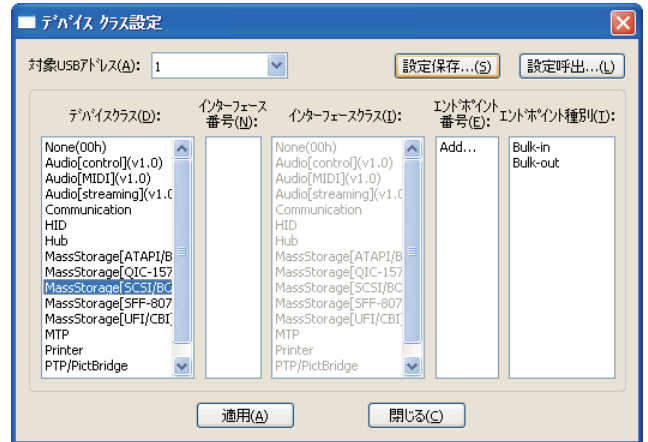 デバイス クラス設定
対象USBアドレス(A): 1 設定保存...(S) 設定呼出...(L)
デバイスクラス(D):
インターフェース
番号(N):
インターフェースクラス(I):
エンドポイント
番号(E):
エンドポイント種別(T):
None(00h)
Audio[control](v1.0)
Audio[MIDI](v1.0)
Audio[streaming](v1.0
Communication
HID
Hub
MassStorage[ATAPI/B
MassStorage[QIC-157
MassStorage[SCSI/BO
MassStorage[SFF-807
MassStorage[UFI/CBI]
MTP
Printer
PTP/PictBridge
None(00h)
Audio[control](v1.0)
Audio[MIDI](v1.0)
Audio[streaming](v1.0
Communication
HID
Hub
MassStorage[ATAPI/B
MassStorage[QIC-157
MassStorage[SCSI/BO
MassStorage[SFF-807
MassStorage[UFI/CBI]
MTP
Printer
PTP/PictBridge
Add...
Bulk-in
Bulk-out
適用(A) 閉じる(C)